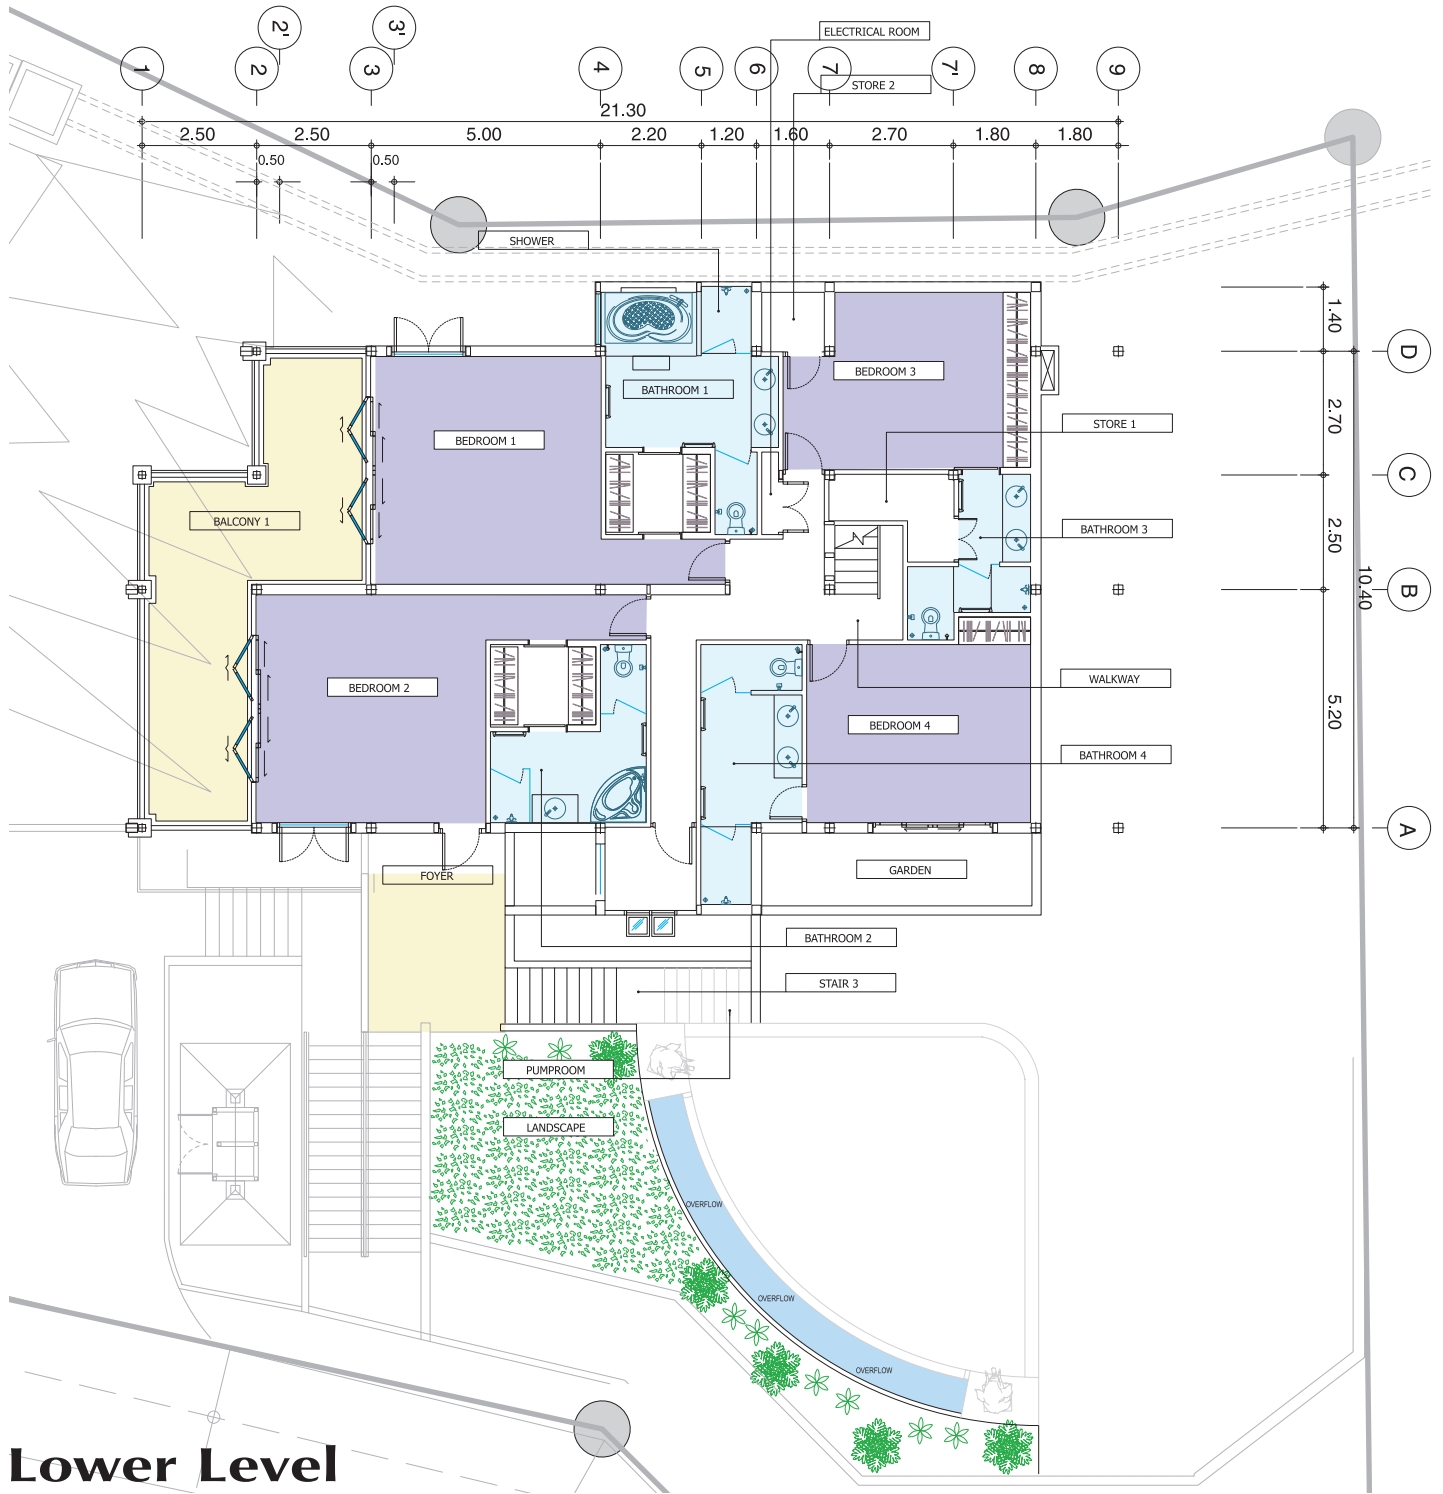 2'
3'
ELECTRICAL ROOM
1
2
3
4
5
6
7
7'
8
9
STORE 2
21.30
2.50
2.50
5.00
2.20
1.20
1.60
2.70
1.80
1.80
0.50
0.50
SHOWER
1.40
D
BEDROOM 3
BATHROOM 1
2.70
STORE 1
BEDROOM 1
C
BALCONY 1
BATHROOM 3
2.50
10.40
B
WALKWAY
BEDROOM 2
5.20
BEDROOM 4
BATHROOM 4
A
GARDEN
FOYER
BATHROOM 2
STAIR 3
PUMPROOM
LANDSCAPE
OVERFLOW
OVERFLOW
OVERFLOW
Lower Level